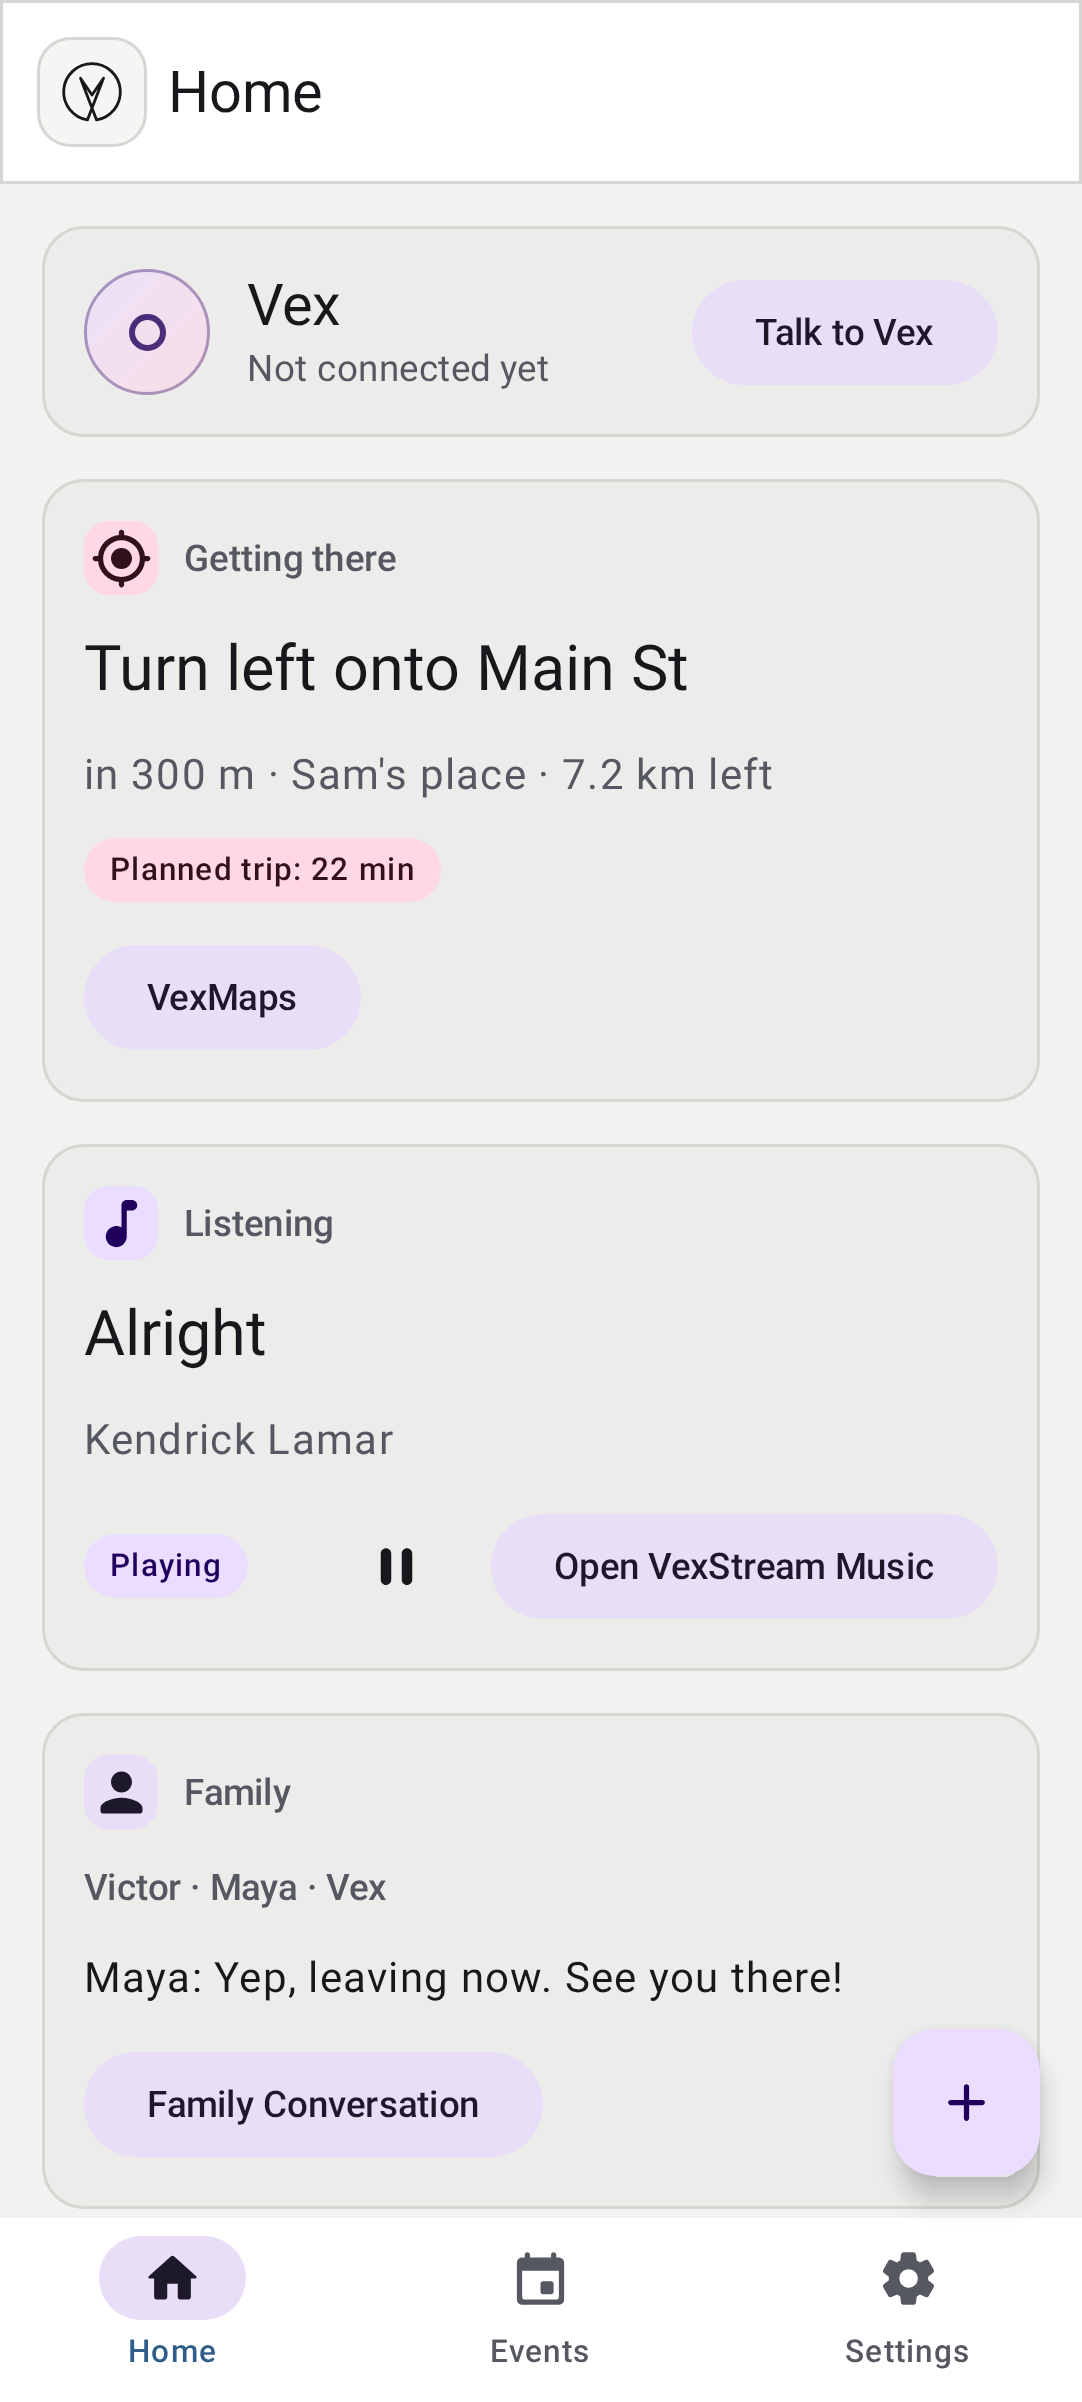 Home
Vex
Not connected yet
Talk to Vex
Getting there
Turn left onto Main St
in 300 m · Sam's place · 7.2 km left
Planned trip: 22 min
VexMaps
Listening
Alright
Kendrick Lamar
Playing
Open VexStream Music
Family
Victor · Maya · Vex
Maya: Yep, leaving now. See you there!
Family Conversation
Home
Events
Settings